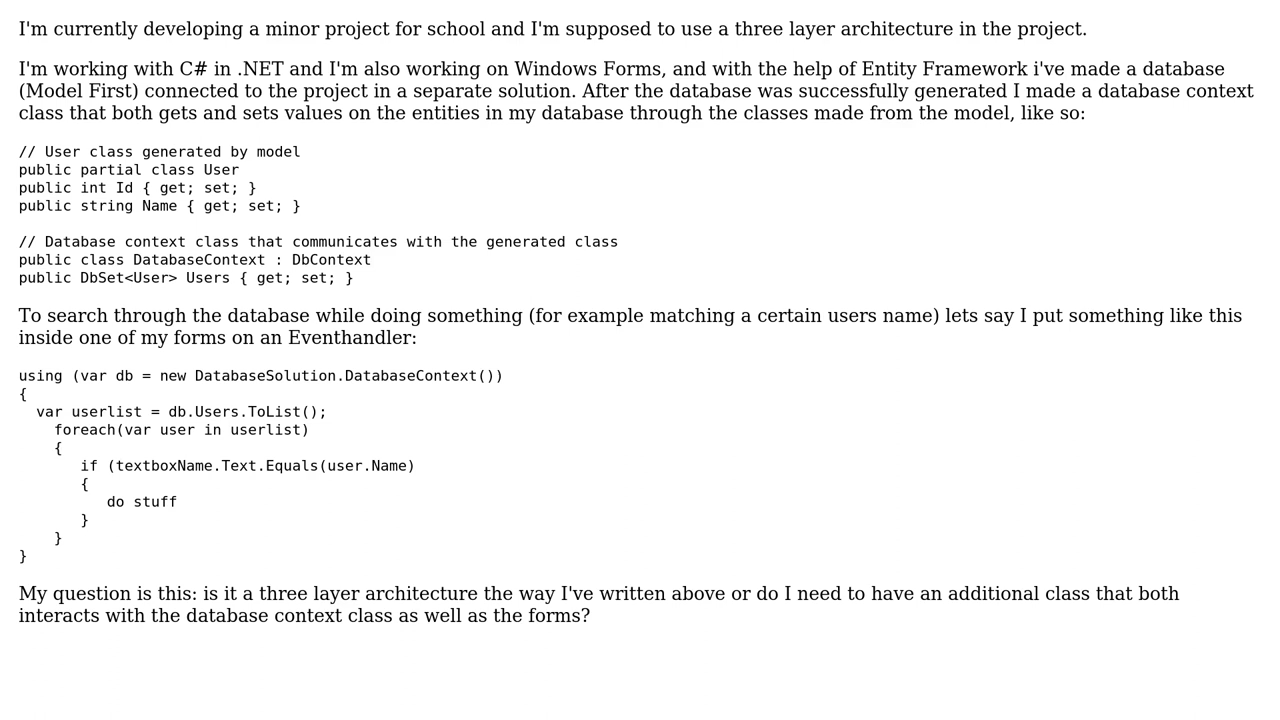 I'm currently developing a minor project for school and I'm supposed to use a three layer architecture in the project.
I'm working with C# in .NET and I'm also working on Windows Forms, and with the help of Entity Framework i've made a database
(Model First) connected to the project in a separate solution. After the database was successfully generated I made a database context
class that both gets and sets values on the entities in my database through the classes made from the model, like so:
// User class generated by model
public partial class User
public int Id { get; set; }
public string Name { get; set; }
// Database context class that communicates with the generated class
public class DatabaseContext : DbContext
public DbSet<User> Users { get; set; }
To search through the database while doing something (for example matching a certain users name) lets say I put something like this
inside one of my forms on an Eventhandler:
using (var db = new DatabaseSolution.DatabaseContext())
{
  var userlist = db.Users.ToList();
    foreach(var user in userlist)
    {
       if (textboxName.Text.Equals(user.Name)
       {
          do stuff
       }
    }
}
My question is this: is it a three layer architecture the way I've written above or do I need to have an additional class that both
interacts with the database context class as well as the forms?